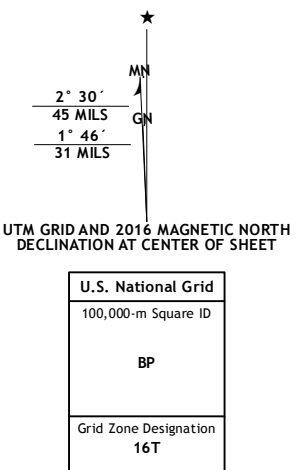 MN
2° 30´
45 MILS
GN
1° 46´
31 MILS
UTM GRID AND 2016 MAGNETIC NORTH
DECLINATION AT CENTER OF SHEET
U.S. National Grid
100,000-m Square ID
BP
Grid Zone Designation
16T